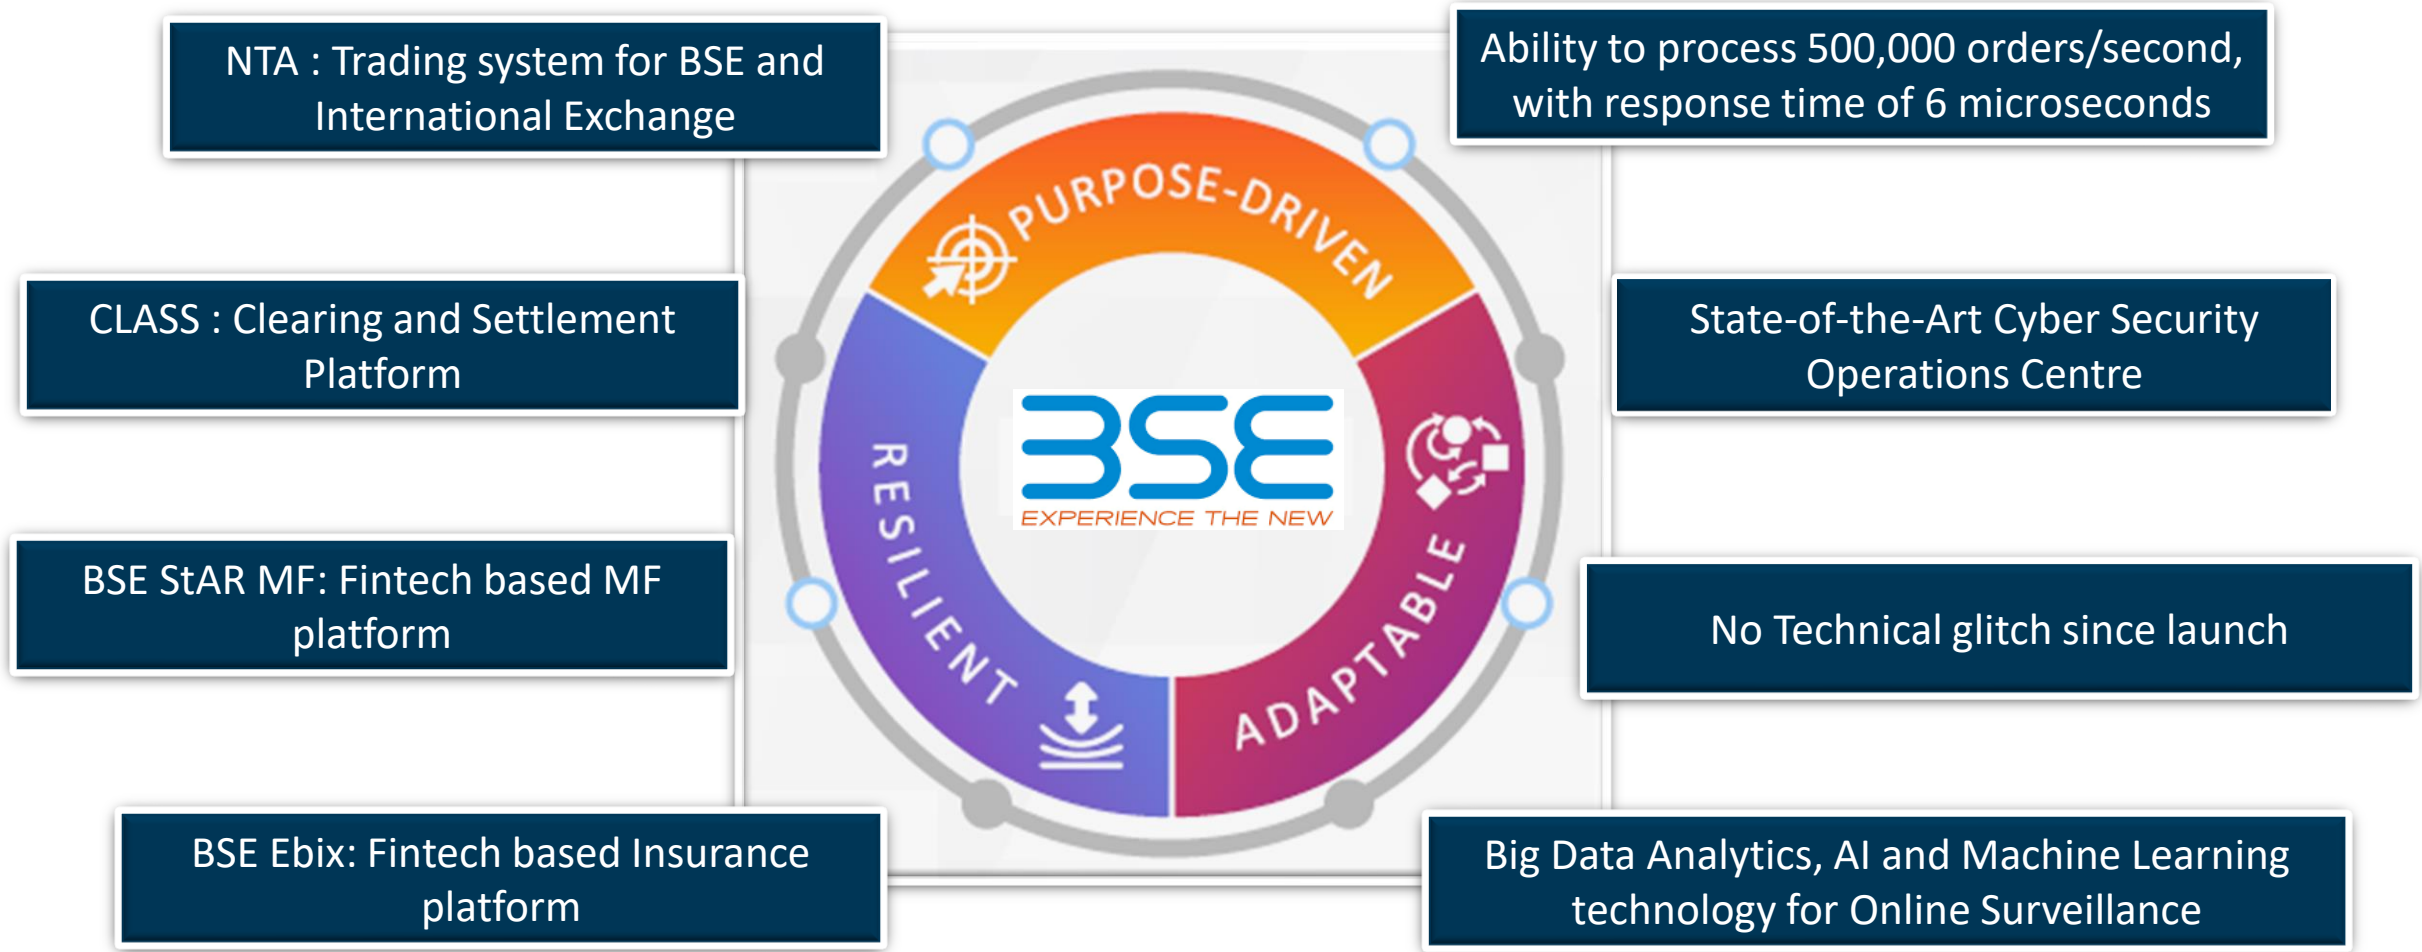 NTA : Trading system for BSE and
International Exchange
Ability to process 500,000 orders/second,
with response time of 6 microseconds
CLASS : Clearing and Settlement
Platform
State-of-the-Art Cyber Security
Operations Centre
BSE StAR MF: Fintech based MF
platform
No Technical glitch since launch
BSE Ebix: Fintech based Insurance
platform
Big Data Analytics, AI and Machine Learning
technology for Online Surveillance
PURPOSE-DRIVEN
RESILIENT
ADAPTABLE
BSE
EXPERIENCE THE NEW